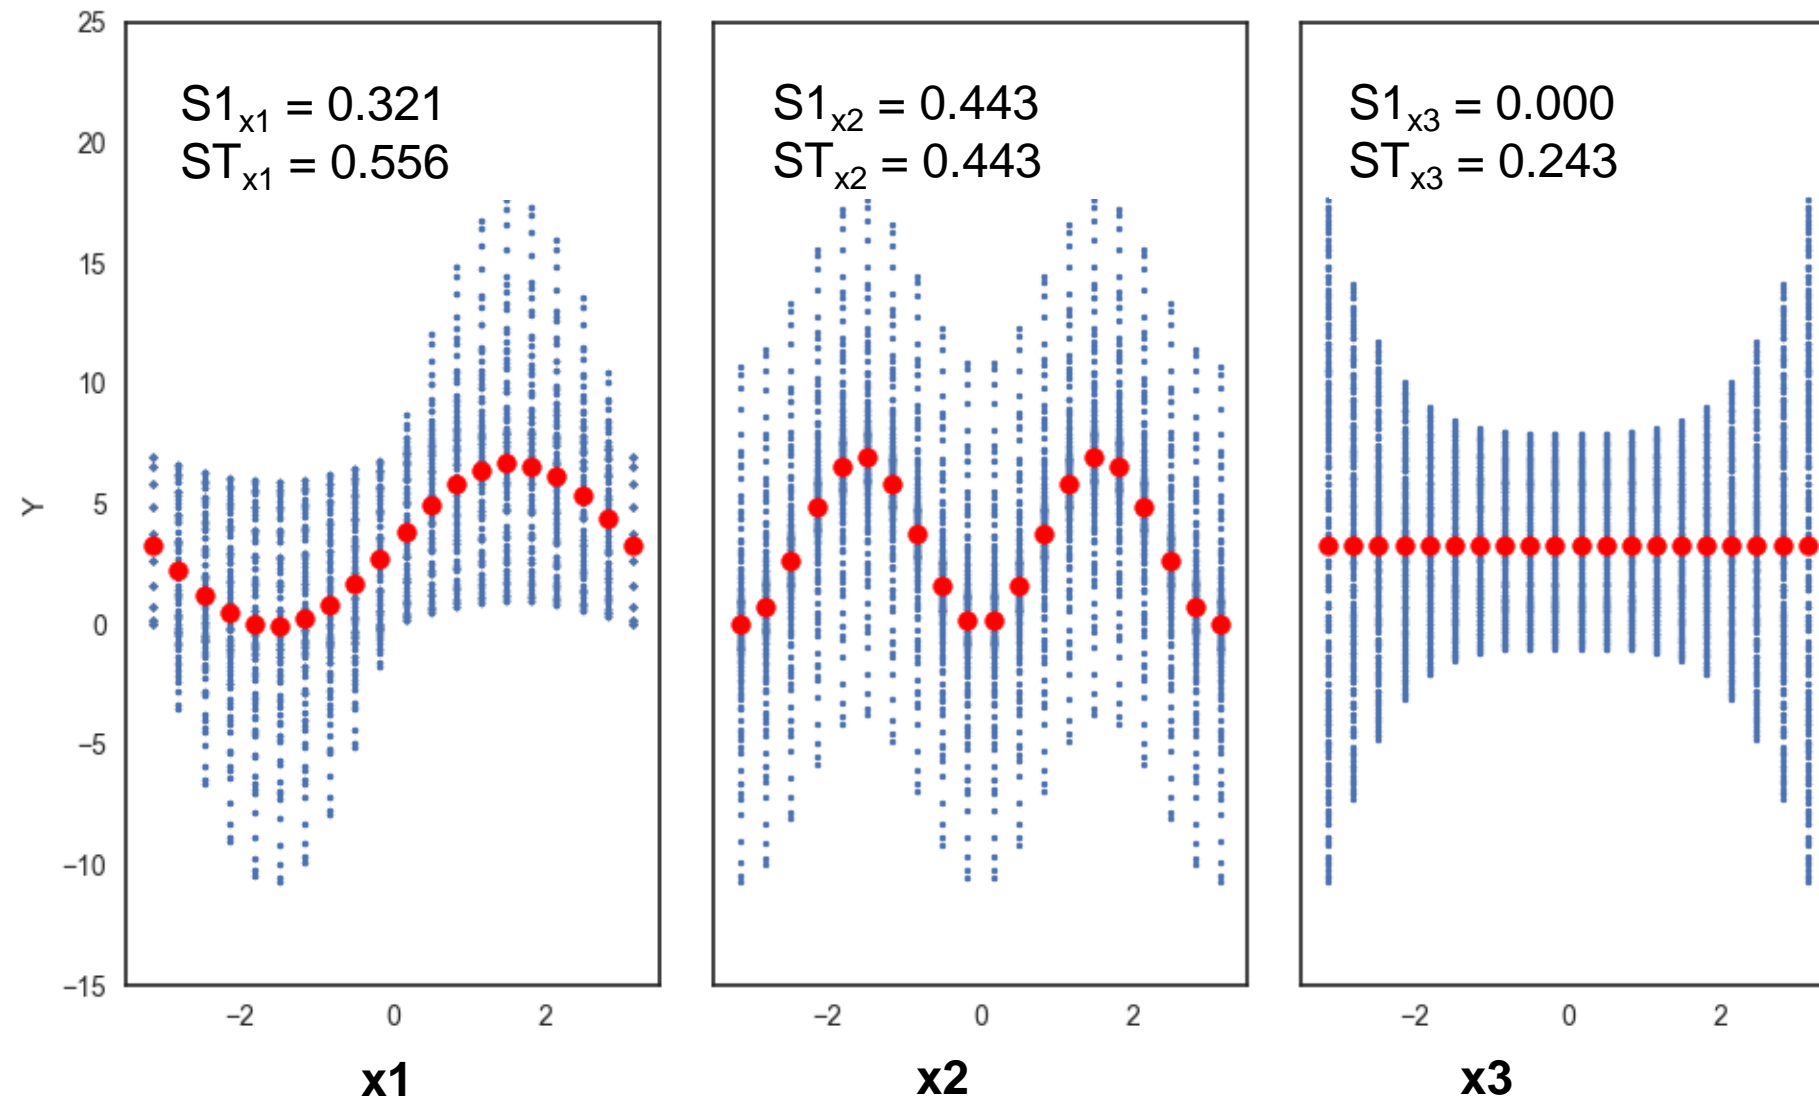 25
20
15
10
5
0
−5
−10
−15
Y
S1x1 = 0.321
STx1 = 0.556
−2 0 2
x1
S1x2 = 0.443
STx2 = 0.443
−2 0 2
x2
S1x3 = 0.000
STx3 = 0.243
−2 0 2
x3